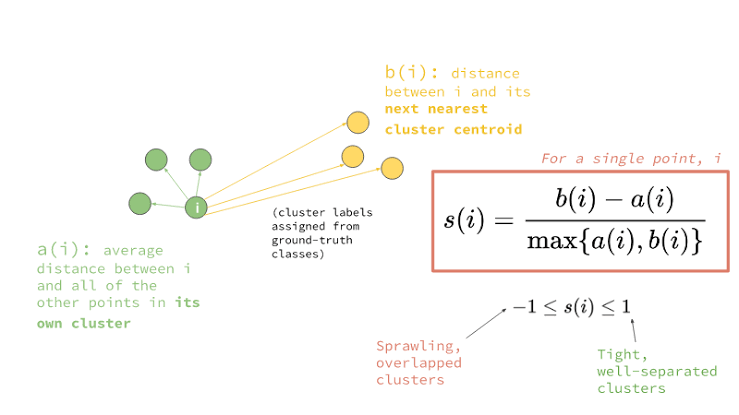 b(i): distance
between i and its
next nearest
cluster centroid
For a single point, i
i
(cluster labels
assigned from
ground-truth
classes)
s(i) = b(i) − a(i) / max{a(i), b(i)}
a(i): average
distance between i
and all of the
other points in its
own cluster
−1 ≤ s(i) ≤ 1
Sprawling,
overlapped
clusters
Tight,
well-separated
clusters